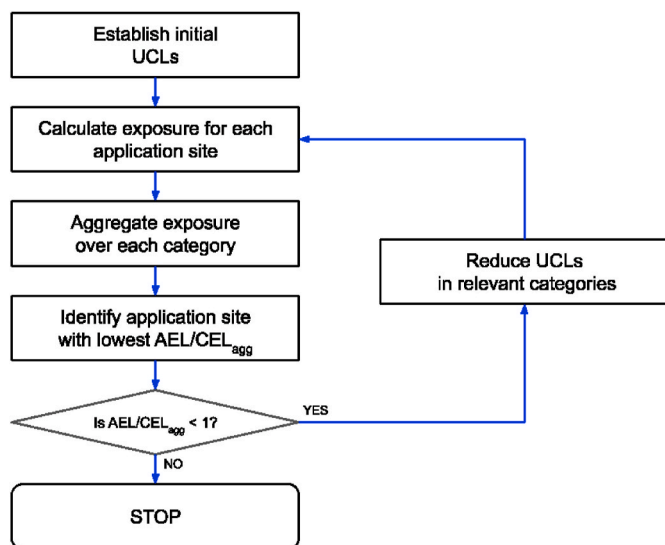 Establish initial
UCLs
Calculate exposure for each
application site
Aggregate exposure
over each category
Reduce UCLs
in relevant categories
Identify application site
with lowest AEL/CELagg
Is AEL/CELagg < 1?
YES
NO
STOP